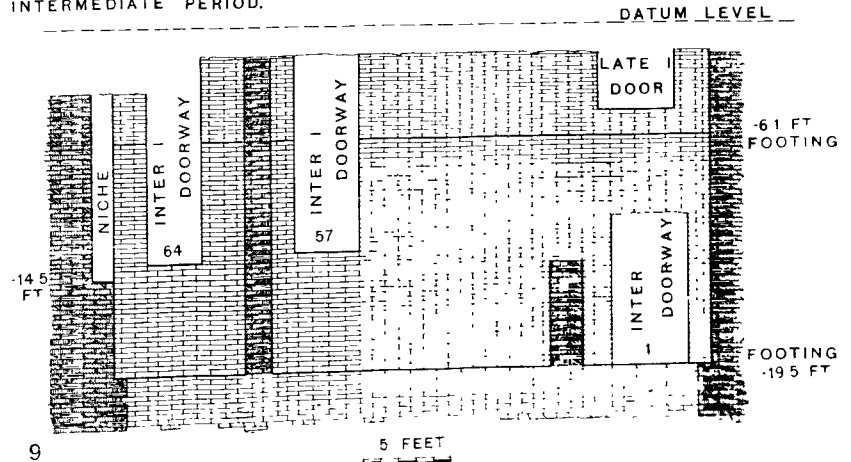 INTERMEDIATE PERIOD.
DATUM LEVEL
LATE I
DOOR
-6.1 FT
FOOTING
NICHE
INTER I
DOORWAY
64
INTER I
DOORWAY
57
-14.5
FT
INTER
DOORWAY
1
FOOTING
-19.5 FT
9
5 FEET